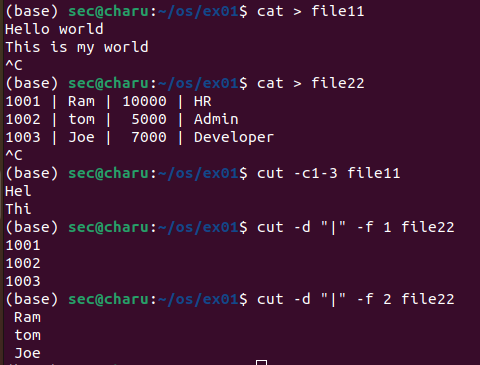 (base) sec@charu:~/os/ex01$ cat > file11
Hello world
This is my world
^C
(base) sec@charu:~/os/ex01$ cat > file22
1001 | Ram | 10000 | HR
1002 | tom |  5000 | Admin
1003 | Joe |  7000 | Developer
^C
(base) sec@charu:~/os/ex01$ cut -c1-3 file11
Hel
Thi
(base) sec@charu:~/os/ex01$ cut -d "|" -f 1 file22
1001
1002
1003
(base) sec@charu:~/os/ex01$ cut -d "|" -f 2 file22
 Ram
 tom
 Joe